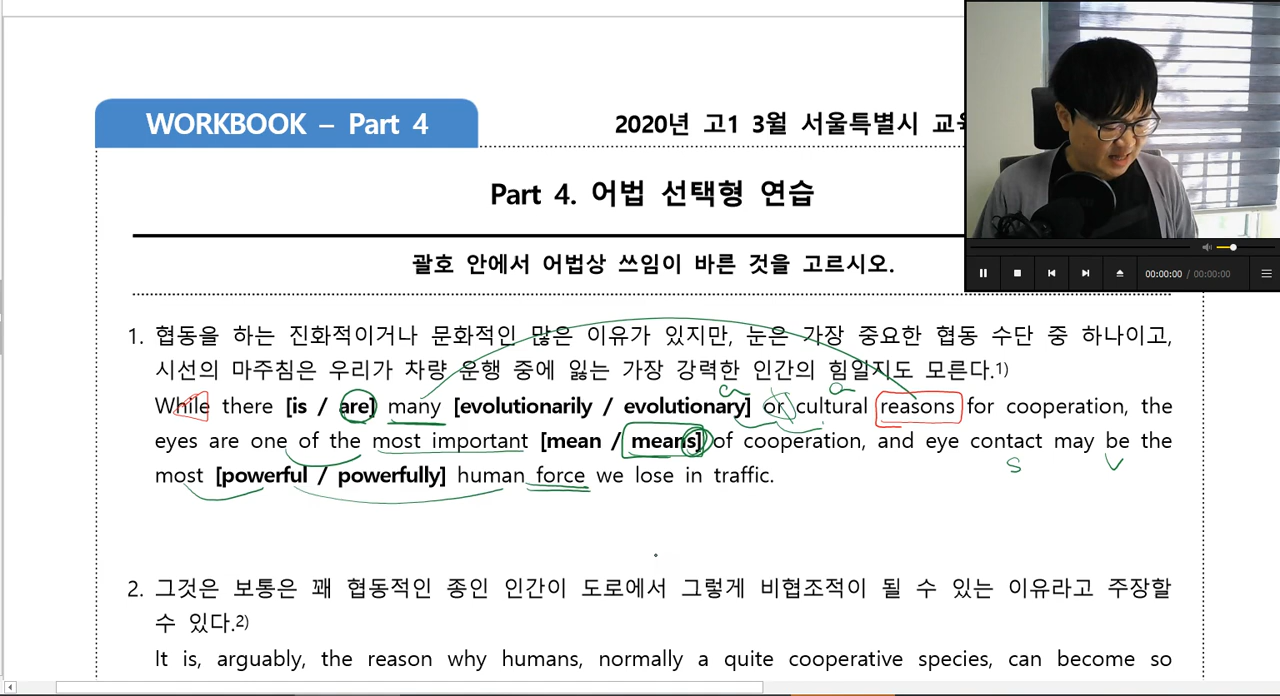 WORKBOOK – Part 4
2020년 고1 3월 서울특별시
Part 4. 어법 선택형 연습
괄호 안에서 어법상 쓰임이 바른 것을 고르시오.
00:00:00 / 00:00:00
1. 협동을 하는 진화적이거나 문화적인 많은 이유가 있지만, 눈은 가장 중요한 협동 수단 중 하나이고,
시선의 마주침은 우리가 차량 운행 중에 잃는 가장 강력한 인간의 힘일지도 모른다.1)
While there [is / are] many [evolutionarily / evolutionary] or cultural reasons for cooperation, the
eyes are one of the most important [mean / means] of cooperation, and eye contact may be the
S V
most [powerful / powerfully] human force we lose in traffic.
2. 그것은 보통은 꽤 협동적인 종인 인간이 도로에서 그렇게 비협조적이 될 수 있는 이유라고 주장할
수 있다.2)
It is, arguably, the reason why humans, normally a quite cooperative species, can become so